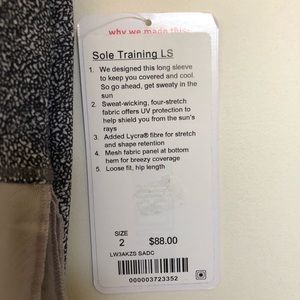 why we made this:
Sole Training LS
1. We designed this long sleeve
to keep you covered and cool.
So go ahead, get sweaty in the
sun
2. Sweat-wicking, four-stretch
fabric offers UV protection to
help shield you from the sun's
rays
3. Added Lycra® fibre for stretch
and shape retention
4. Mesh fabric panel at bottom
hem for breezy coverage
5. Loose fit, hip length
SIZE
2 $88.00
LW3AKZS SADC
000003723352